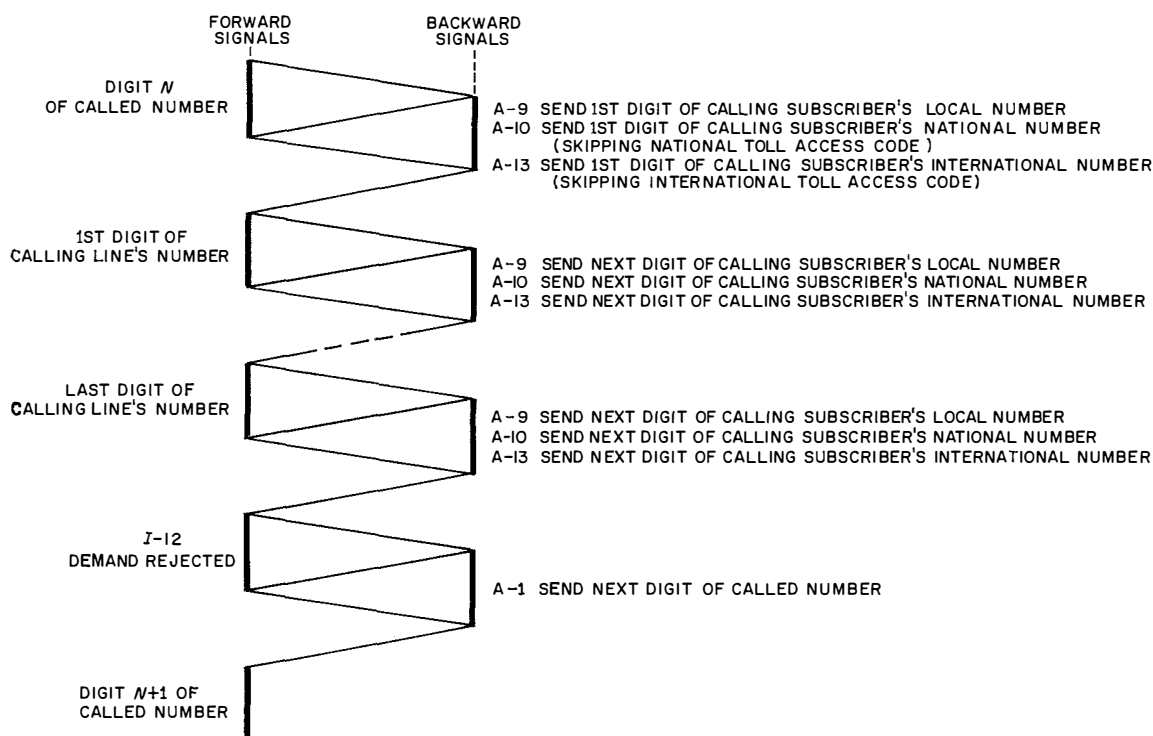 FORWARD
SIGNALS
BACKWARD
SIGNALS
DIGIT N
OF CALLED NUMBER
A-9 SEND 1ST DIGIT OF CALLING SUBSCRIBER'S LOCAL NUMBER
A-10 SEND 1ST DIGIT OF CALLING SUBSCRIBER'S NATIONAL NUMBER
(SKIPPING NATIONAL TOLL ACCESS CODE)
A-13 SEND 1ST DIGIT OF CALLING SUBSCRIBER'S INTERNATIONAL NUMBER
(SKIPPING INTERNATIONAL TOLL ACCESS CODE)
1ST DIGIT OF
CALLING LINE'S NUMBER
A-9 SEND NEXT DIGIT OF CALLING SUBSCRIBER'S LOCAL NUMBER
A-10 SEND NEXT DIGIT OF CALLING SUBSCRIBER'S NATIONAL NUMBER
A-13 SEND NEXT DIGIT OF CALLING SUBSCRIBER'S INTERNATIONAL NUMBER
LAST DIGIT OF
CALLING LINE'S NUMBER
A-9 SEND NEXT DIGIT OF CALLING SUBSCRIBER'S LOCAL NUMBER
A-10 SEND NEXT DIGIT OF CALLING SUBSCRIBER'S NATIONAL NUMBER
A-13 SEND NEXT DIGIT OF CALLING SUBSCRIBER'S INTERNATIONAL NUMBER
I-12
DEMAND REJECTED
A-1 SEND NEXT DIGIT OF CALLED NUMBER
DIGIT N+1 OF
CALLED NUMBER